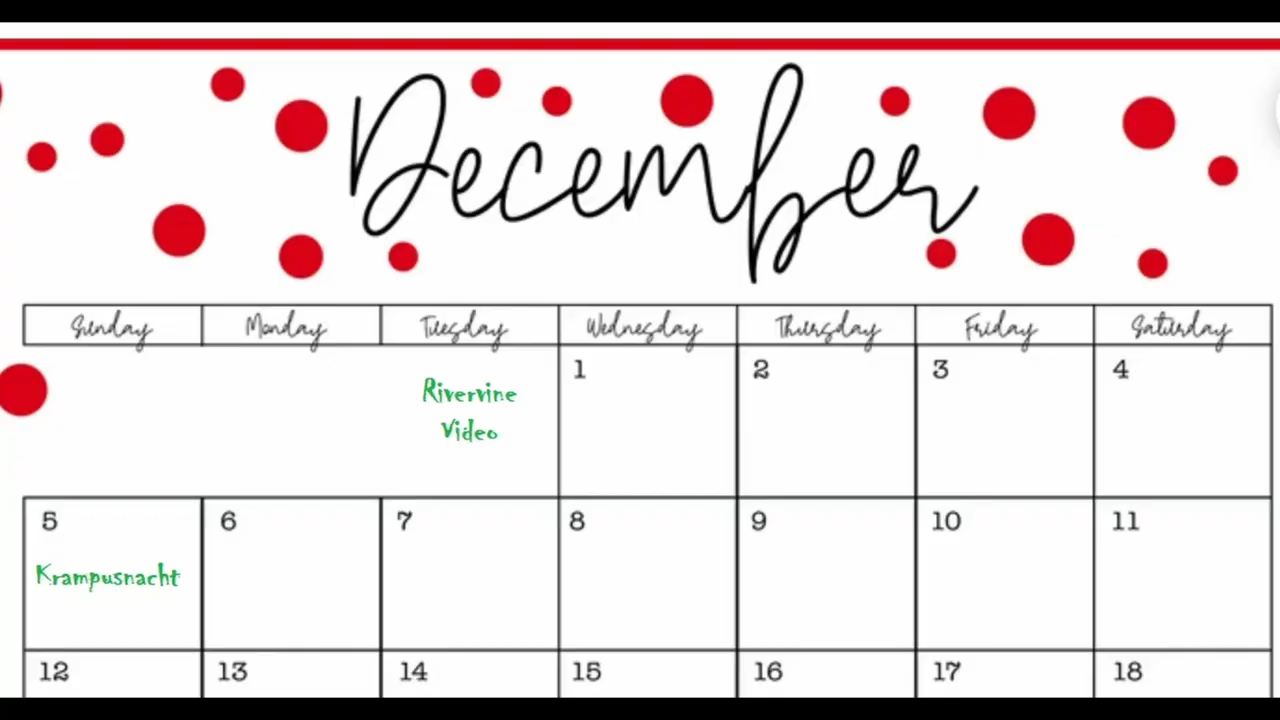 December
Sunday Monday Tuesday Wednesday Thursday Friday Saturday
1 2 3 4
Rivervine
Video
5 6 7 8 9 10 11
Krampusnacht
12 13 14 15 16 17 18